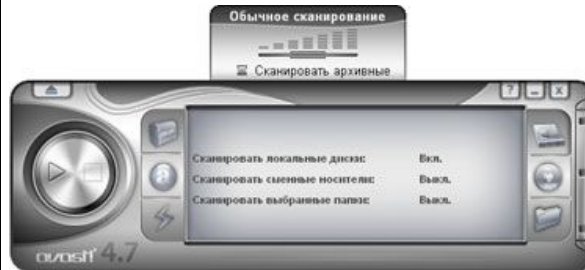 Обычное сканирование
Сканировать архивные
? _ X
Сканировать локальные диски: Вкл.
Сканировать сменные носители: Выкл.
Сканировать выбранные папки: Выкл.
a
avast! 4.7